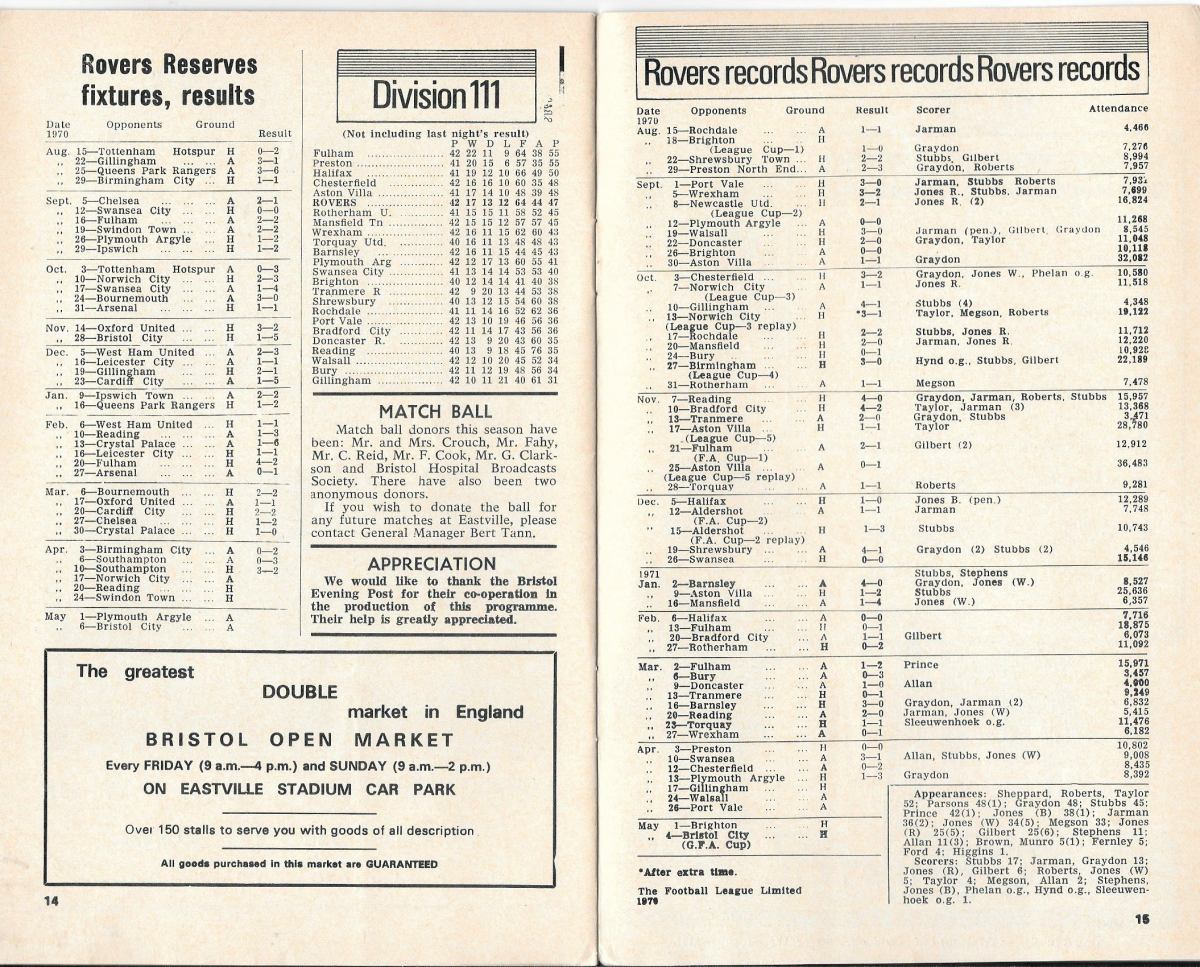 Rovers Reserves
fixtures, results
Date Opponents Ground
1970 Result
Aug. 15—Tottenham Hotspur H 0—2
,, 22—Gillingham ... ... A 3—1
,, 25—Queens Park Rangers A 3—6
,, 29—Birmingham City ... H 1—1
Sept. 5—Chelsea ... ... A 2—1
,, 12—Swansea City ... H 0—0
,, 16—Fulham ... ... A 2—2
,, 19—Swindon Town ... A 2—2
,, 26—Plymouth Argyle ... H 1—2
,, 29—Ipswich ... ... H 1—2
Oct. 3—Tottenham Hotspur A 0—3
,, 10—Norwich City ... H 2—3
,, 17—Swansea City ... A 1—4
,, 24—Bournemouth ... A 3—0
,, 31—Arsenal ... ... H 1—1
Nov. 14—Oxford United ... H 3—2
,, 28—Bristol City ... H 1—5
Dec. 5—West Ham United ... A 2—3
,, 16—Leicester City ... A 1—1
,, 19—Gillingham ... H 2—1
,, 23—Cardiff City ... A 1—5
Jan. 9—Ipswich Town ... A 2—2
,, 16—Queens Park Rangers H 1—2
Feb. 6—West Ham United ... H 1—1
,, 10—Reading ... ... A 1—3
,, 13—Crystal Palace ... A 1—6
,, 16—Leicester City ... H 1—1
,, 20—Fulham ... ... H 4—2
,, 27—Arsenal ... ... A 0—1
Mar. 6—Bournemouth ... H 2—2
,, 17—Oxford United ... A 1—1
,, 20—Cardiff City ... H 2—2
,, 27—Chelsea ... ... H 1—2
,, 30—Crystal Palace ... H 1—0
Apr. 3—Birmingham City ... A 0—2
,, 6—Southampton ... A 0—3
,, 10—Southampton ... H 3—2
,, 17—Norwich City ... A
,, 20—Reading ... ... H
,, 24—Swindon Town ... H
May 1—Plymouth Argyle ... A
,, 6—Bristol City ... A
Division 111
(Not including last night's result)
P W D L F A P
Fulham 42 22 11 9 64 38 55
Preston 41 20 15 6 57 35 55
Halifax 41 19 12 10 66 49 50
Chesterfield 42 16 16 10 60 35 48
Aston Villa 41 17 14 10 48 39 48
ROVERS 42 17 13 12 64 44 47
Rotherham U. 41 15 15 11 58 52 45
Mansfield Tn 42 15 15 12 57 57 45
Wrexham 42 16 11 15 62 60 43
Torquay Utd. 40 16 11 13 48 48 43
Barnsley 42 16 11 15 44 45 43
Plymouth Arg 42 12 17 13 60 55 41
Swansea City 41 13 14 14 53 53 40
Brighton 40 12 14 14 41 40 38
Tranmere R 42 9 20 13 44 53 38
Shrewsbury 40 13 12 15 54 60 38
Rochdale 41 11 14 16 52 62 36
Port Vale 42 13 10 19 46 56 36
Bradford City 42 11 14 17 43 56 36
Doncaster R. 42 13 9 20 43 60 35
Reading 40 13 9 18 45 76 35
Walsall 42 12 10 20 45 52 34
Bury 42 11 12 19 48 56 34
Gillingham 42 10 11 21 40 61 31
MATCH BALL
Match ball donors this season have
been: Mr. and Mrs. Crouch, Mr. Fahy,
Mr. C. Reid, Mr. F. Cook, Mr. G. Clark-
son and Bristol Hospital Broadcasts
Society. There have also been two
anonymous donors.
If you wish to donate the ball for
any future matches at Eastville, please
contact General Manager Bert Tann.
APPRECIATION
We would like to thank the Bristol
Evening Post for their co-operation in
the production of this programme.
Their help is greatly appreciated.
The greatest
DOUBLE
market in England
BRISTOL OPEN MARKET
Every FRIDAY (9 a.m.—4 p.m.) and SUNDAY (9 a.m.—2 p.m.)
ON EASTVILLE STADIUM CAR PARK
Over 150 stalls to serve you with goods of all description
All goods purchased in this market are GUARANTEED
14
Rovers records Rovers records Rovers records
Date Opponents Ground Result Scorer Attendance
1970
Aug. 15—Rochdale ... ... A 1—1 Jarman 4,466
,, 18—Brighton ... ... H
(League Cup—1) 1—0 Graydon 7,276
,, 22—Shrewsbury Town ... H 2—2 Stubbs, Gilbert 8,994
,, 29—Preston North End... A 2—3 Graydon, Roberts 7,957
Sept. 1—Port Vale ... ... H 3—0 Jarman, Stubbs Roberts
,, 5—Wrexham ... ... H 3—2 Jones R., Stubbs, Jarman 7,699
,, 8—Newcastle Utd. ... H 2—1 Jones R. (2) 16,824
(League Cup—2)
,, 12—Plymouth Argyle ... A 0—0 11,268
,, 19—Walsall ... ... H 3—0 Jarman (pen.), Gilbert, Graydon 8,545
,, 22—Doncaster ... ... H 2—0 Graydon, Taylor 11,048
,, 26—Brighton ... ... A 0—0 10,118
,, 30—Aston Villa ... ... A 1—1 Graydon 32,082
Oct. 3—Chesterfield ... ... H 3—2 Graydon, Jones W., Phelan o.g. 10,580
,, 7—Norwich City ... ... A 1—1 Jones R. 11,518
(League Cup—3)
,, 10—Gillingham ... ... A 4—1 Stubbs (4) 4,348
,, 13—Norwich City ... ... H *3—1 Taylor, Megson, Roberts 19,122
(League Cup—3 replay)
,, 17—Rochdale ... ... H 2—2 Stubbs, Jones R. 11,712
,, 20—Mansfield ... ... H 2—0 Jarman, Jones R. 12,220
,, 24—Bury ... ... H 0—1 10,928
,, 27—Birmingham ... ... H 3—0 Hynd o.g., Stubbs, Gilbert 22,189
(League Cup—4)
,, 31—Rotherham ... ... A 1—1 Megson 7,478
Nov. 7—Reading ... ... H 4—0 Graydon, Jarman, Roberts, Stubbs 15,957
,, 10—Bradford City ... H 4—2 Taylor, Jarman (3) 13,368
,, 13—Tranmere ... ... A 2—0 Graydon, Stubbs 3,471
,, 17—Aston Villa ... ... H 1—1 Taylor 28,780
(League Cup—5)
,, 21—Fulham ... ... A 2—1 Gilbert (2) 12,912
(F.A. Cup—1)
,, 25—Aston Villa ... ... A 0—1 36,483
(League Cup—5 replay)
,, 28—Torquay ... ... A 1—1 Roberts 9,281
Dec. 5—Halifax ... ... H 1—0 Jones B. (pen.) 12,289
,, 12—Aldershot ... ... A 1—1 Jarman 7,748
(F.A. Cup—2)
,, 15—Aldershot ... ... H 1—3 Stubbs 10,743
(F.A. Cup—2 replay)
,, 19—Shrewsbury ... ... A 4—1 Graydon (2) Stubbs (2) 4,546
,, 26—Swansea ... ... H 0—0 15,146
1971 Stubbs, Stephens
Jan. 2—Barnsley ... ... A 4—0 Graydon, Jones (W.) 8,527
,, 9—Aston Villa ... ... H 1—2 Stubbs 25,636
,, 16—Mansfield ... ... A 1—4 Jones (W.) 6,357
Feb. 6—Halifax ... ... A 0—0 7,716
,, 13—Fulham ... ... H 0—1 18,875
,, 20—Bradford City ... A 1—1 Gilbert 6,073
,, 27—Rotherham ... ... H 0—2 11,092
Mar. 2—Fulham ... ... A 1—2 Prince 15,971
,, 6—Bury ... ... A 0—3 3,457
,, 9—Doncaster ... ... A 1—0 Allan 4,000
,, 13—Tranmere ... ... H 0—1 9,249
,, 16—Barnsley ... ... H 3—0 Graydon, Jarman (2) 6,832
,, 20—Reading ... ... A 2—0 Jarman, Jones (W) 5,415
,, 23—Torquay ... ... H 1—1 Sleeuwenhoek o.g. 11,476
,, 27—Wrexham ... ... A 0—1 6,182
Apr. 3—Preston ... ... H 0—0 10,802
,, 10—Swansea ... ... A 3—1 Allan, Stubbs, Jones (W) 9,008
,, 12—Chesterfield ... ... A 0—2 8,435
,, 13—Plymouth Argyle ... H 1—3 Graydon 8,392
,, 17—Gillingham ... ... H
,, 24—Walsall ... ... A
,, 26—Port Vale ... ... A
May 1—Brighton ... ... H
,, 4—Bristol City ... ... H
(G.F.A. Cup)
*After extra time.
The Football League Limited
1970
Appearances: Sheppard, Roberts, Taylor
52; Parsons 48(1); Graydon 48; Stubbs 45;
Prince 42(1); Jones (B) 38(1); Jarman
36(2); Jones (W) 34(5); Megson 33; Jones
(R) 25(5); Gilbert 25(6); Stephens 11;
Allan 11(3); Brown, Munro 5(1); Fernley 5;
Ford 4; Higgins 1.
Scorers: Stubbs 17; Jarman, Graydon 13;
Jones (R), Gilbert 6; Roberts, Jones (W)
5; Taylor 4; Megson, Allan 2; Stephens,
Jones (B), Phelan o.g., Hynd o.g., Sleeuwen-
hoek o.g. 1.
15